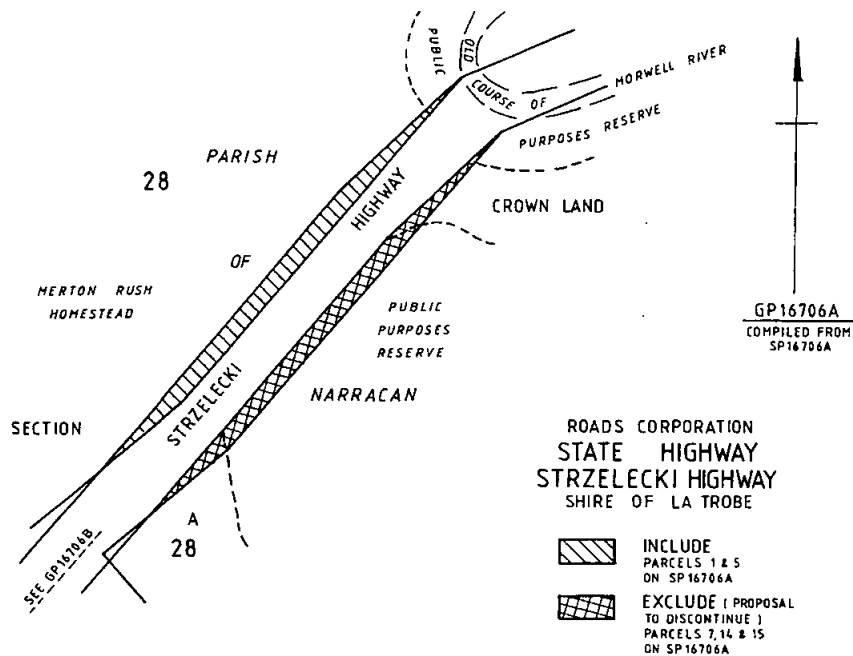 PUBLIC
OLD
COURSE OF
MORWELL RIVER
PURPOSES RESERVE
PARISH
28
HIGHWAY
CROWN LAND
OF
MERTON RUSH
HOMESTEAD
PUBLIC
PURPOSES
RESERVE
GP16706A
COMPILED FROM
SP16706A
STRZELECKI
NARRACAN
SECTION
A
28
SEE GP16706B
ROADS CORPORATION
STATE HIGHWAY
STRZELECKI HIGHWAY
SHIRE OF LA TROBE
INCLUDE
PARCELS 1 & 5
ON SP16706A
EXCLUDE ( PROPOSAL
TO DISCONTINUE )
PARCELS 7, 14 & 15
ON SP16706A